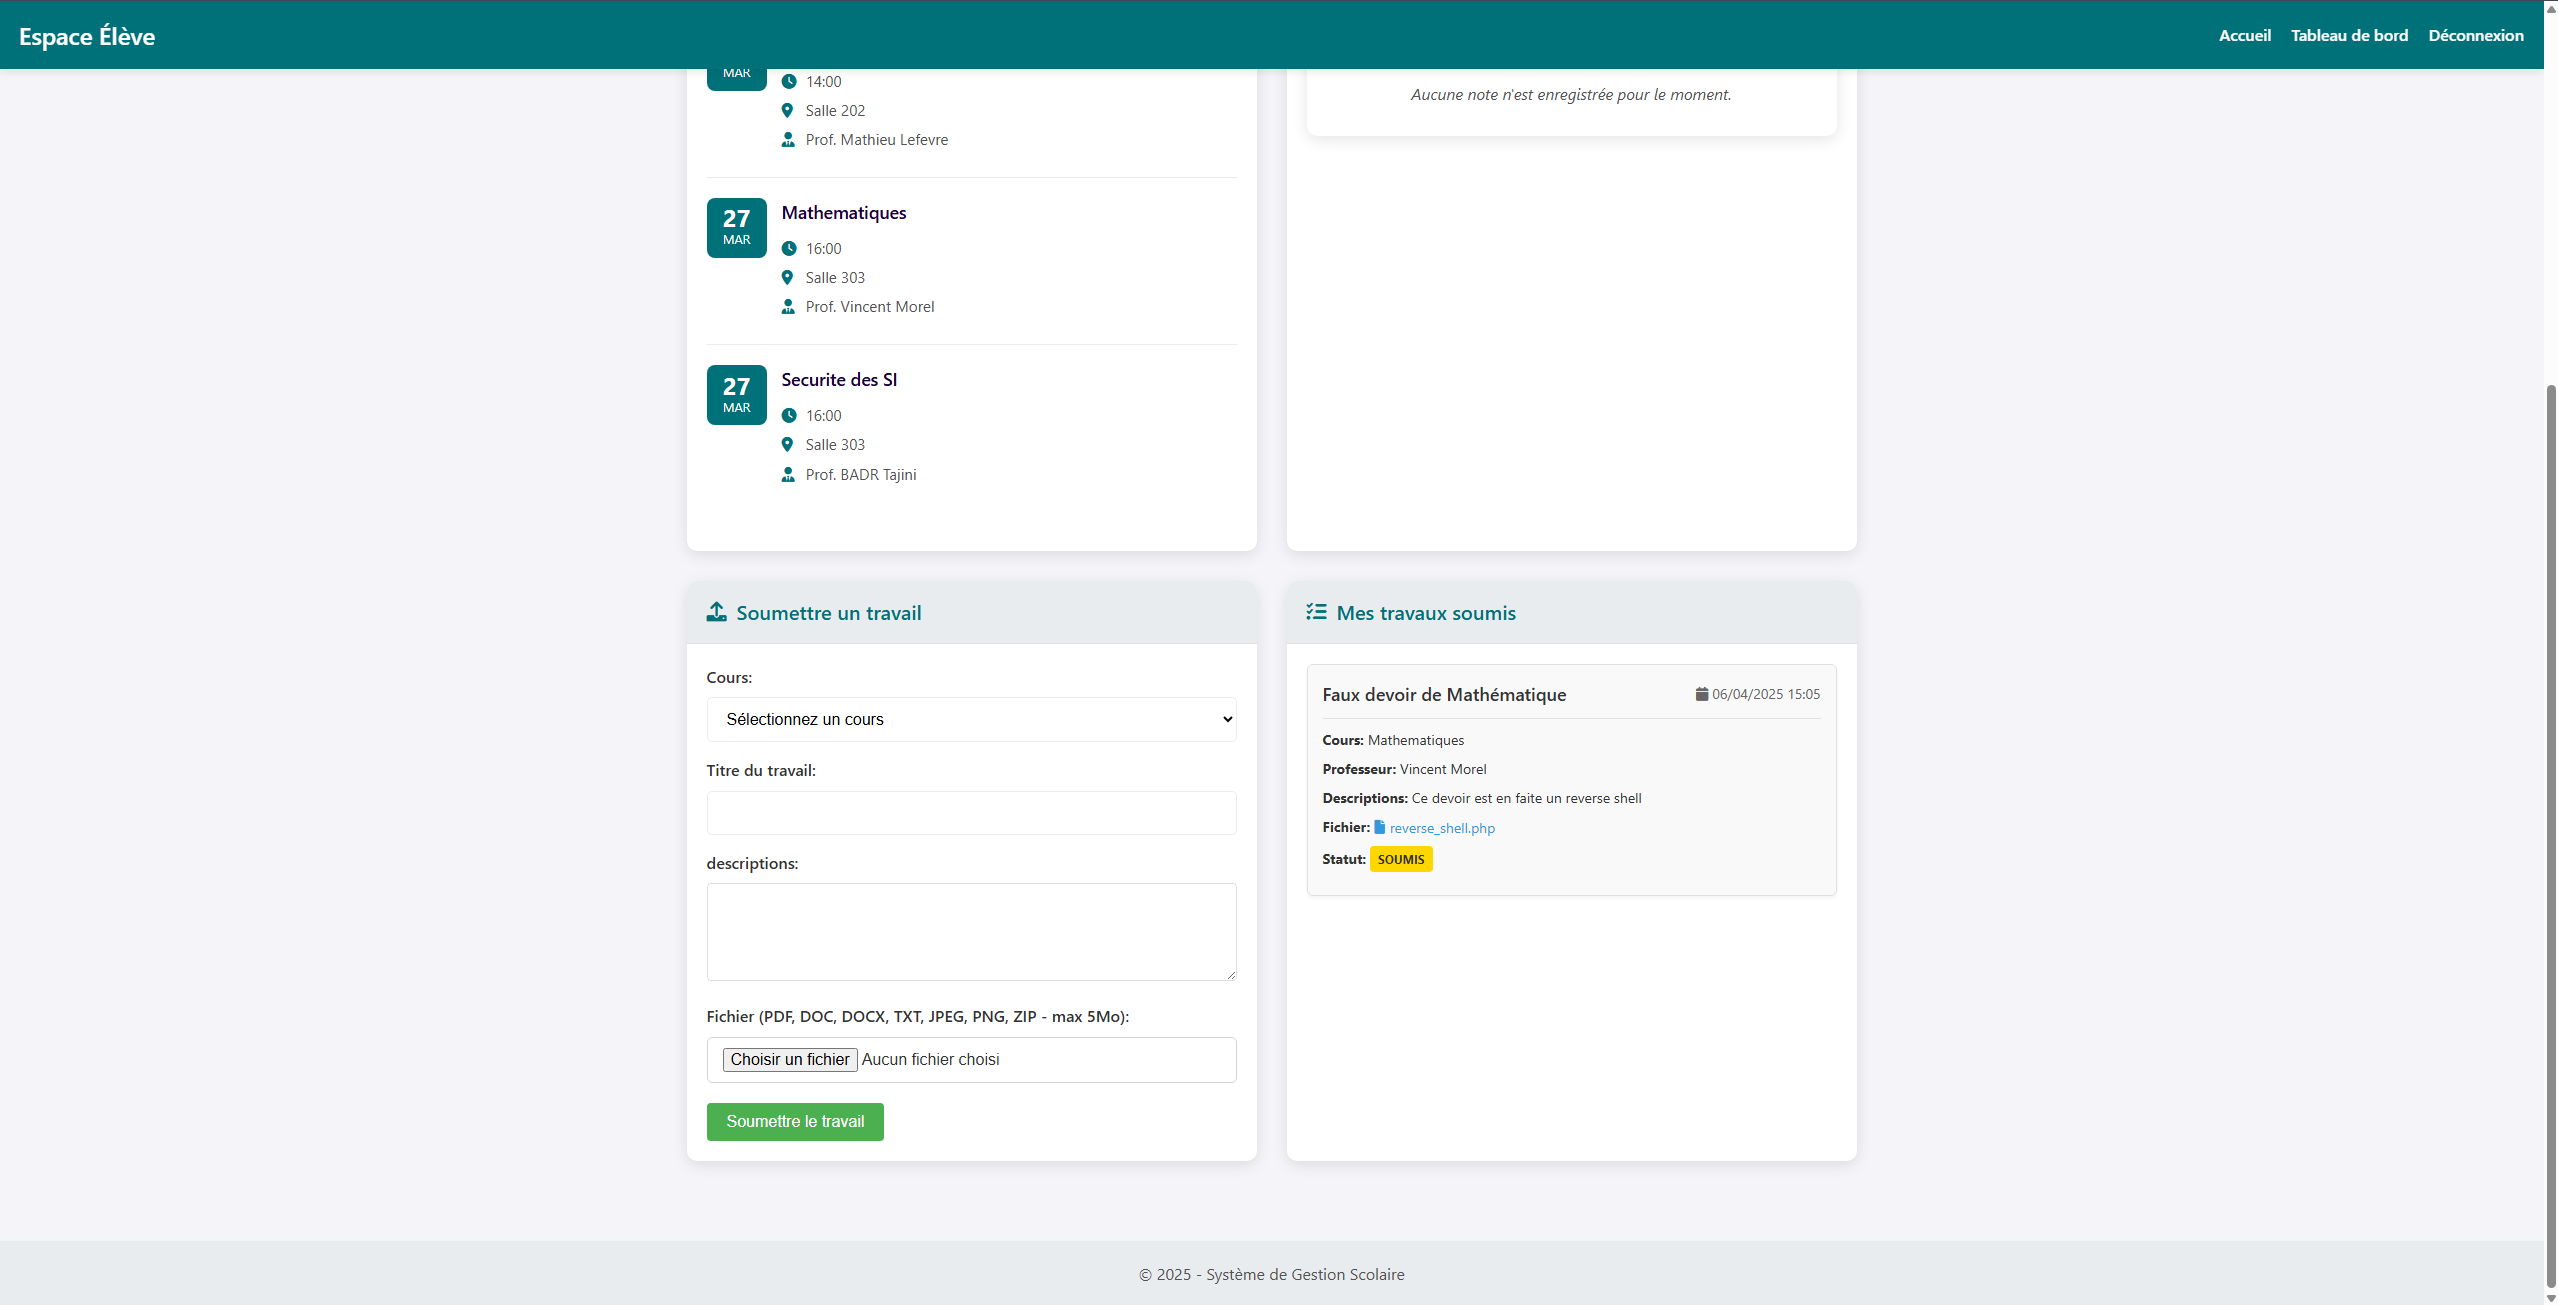 Espace Élève
Accueil Tableau de bord Déconnexion
MAR
14:00
Salle 202
Prof. Mathieu Lefevre
27
MAR
Mathematiques
16:00
Salle 303
Prof. Vincent Morel
27
MAR
Securite des SI
16:00
Salle 303
Prof. BADR Tajini
Aucune note n'est enregistrée pour le moment.
Soumettre un travail
Cours:
Sélectionnez un cours
Titre du travail:
descriptions:
Fichier (PDF, DOC, DOCX, TXT, JPEG, PNG, ZIP - max 5Mo):
Choisir un fichier Aucun fichier choisi
Soumettre le travail
Mes travaux soumis
Faux devoir de Mathématique 06/04/2025 15:05
Cours: Mathematiques
Professeur: Vincent Morel
Descriptions: Ce devoir est en faite un reverse shell
Fichier: reverse_shell.php
Statut: SOUMIS
© 2025 - Système de Gestion Scolaire